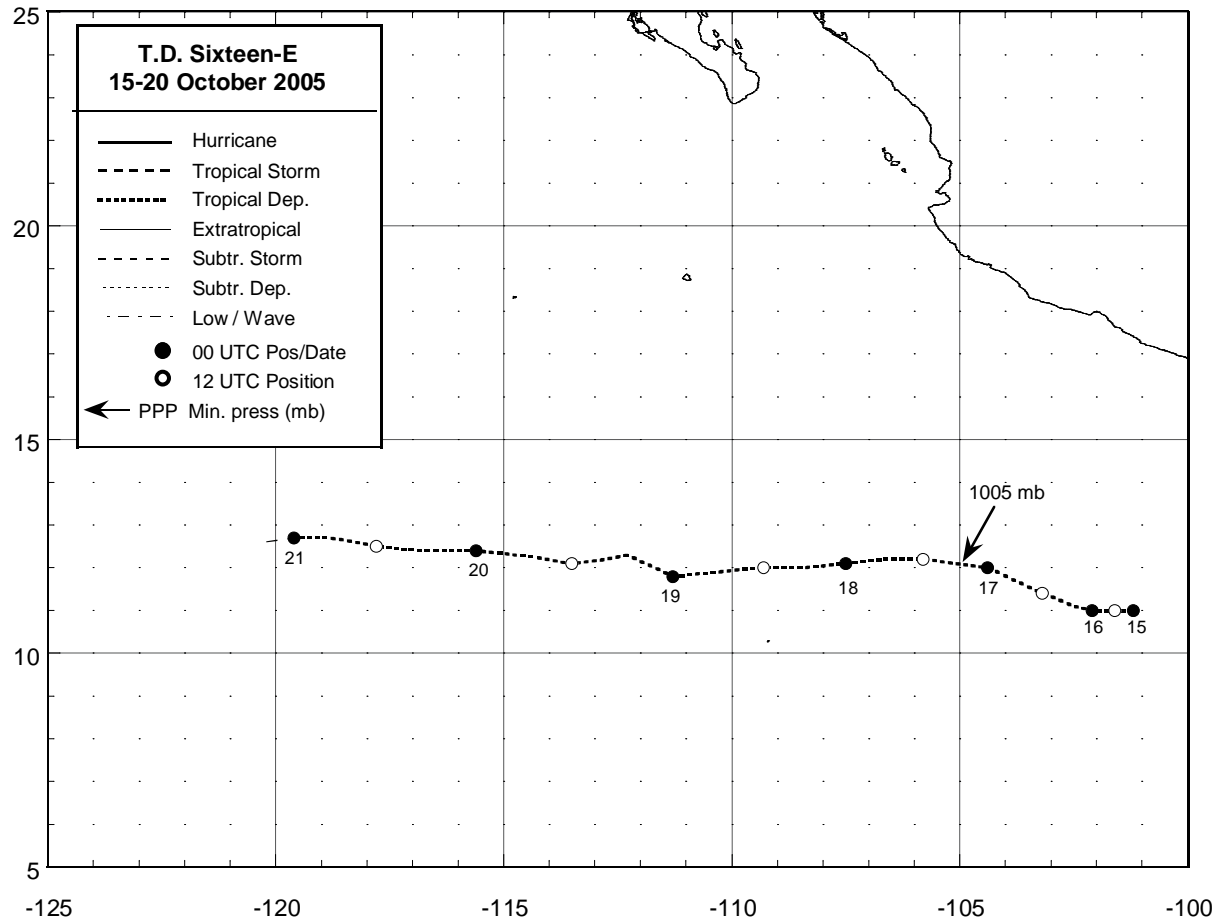 25
T.D. Sixteen-E
15-20 October 2005
Hurricane
Tropical Storm
Tropical Dep.
Extratropical
Subtr. Storm
Subtr. Dep.
Low / Wave
00 UTC Pos/Date
12 UTC Position
PPP Min. press (mb)
20
15
1005 mb
21
20
19
18
17
16
15
10
5
-125
-120
-115
-110
-105
-100